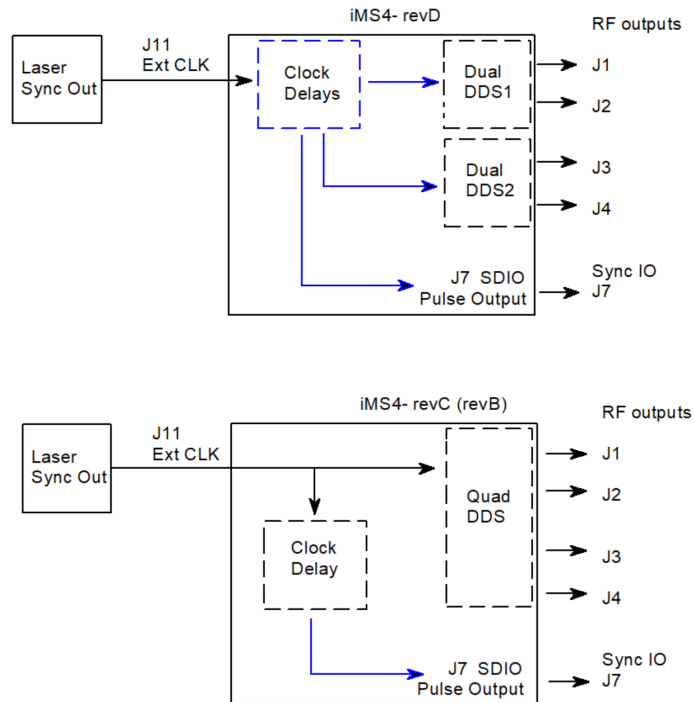 iMS4- revD
RF outputs
J11
Ext CLK
Laser
Sync Out
Clock
Delays
Dual
DDS1
J1
J2
Dual
DDS2
J3
J4
J7 SDIO
Pulse Output
Sync IO
J7
iMS4- revC (revB)
RF outputs
J11
Ext CLK
Laser
Sync Out
Quad
DDS
J1
J2
Clock
Delay
J3
J4
J7 SDIO
Pulse Output
Sync IO
J7